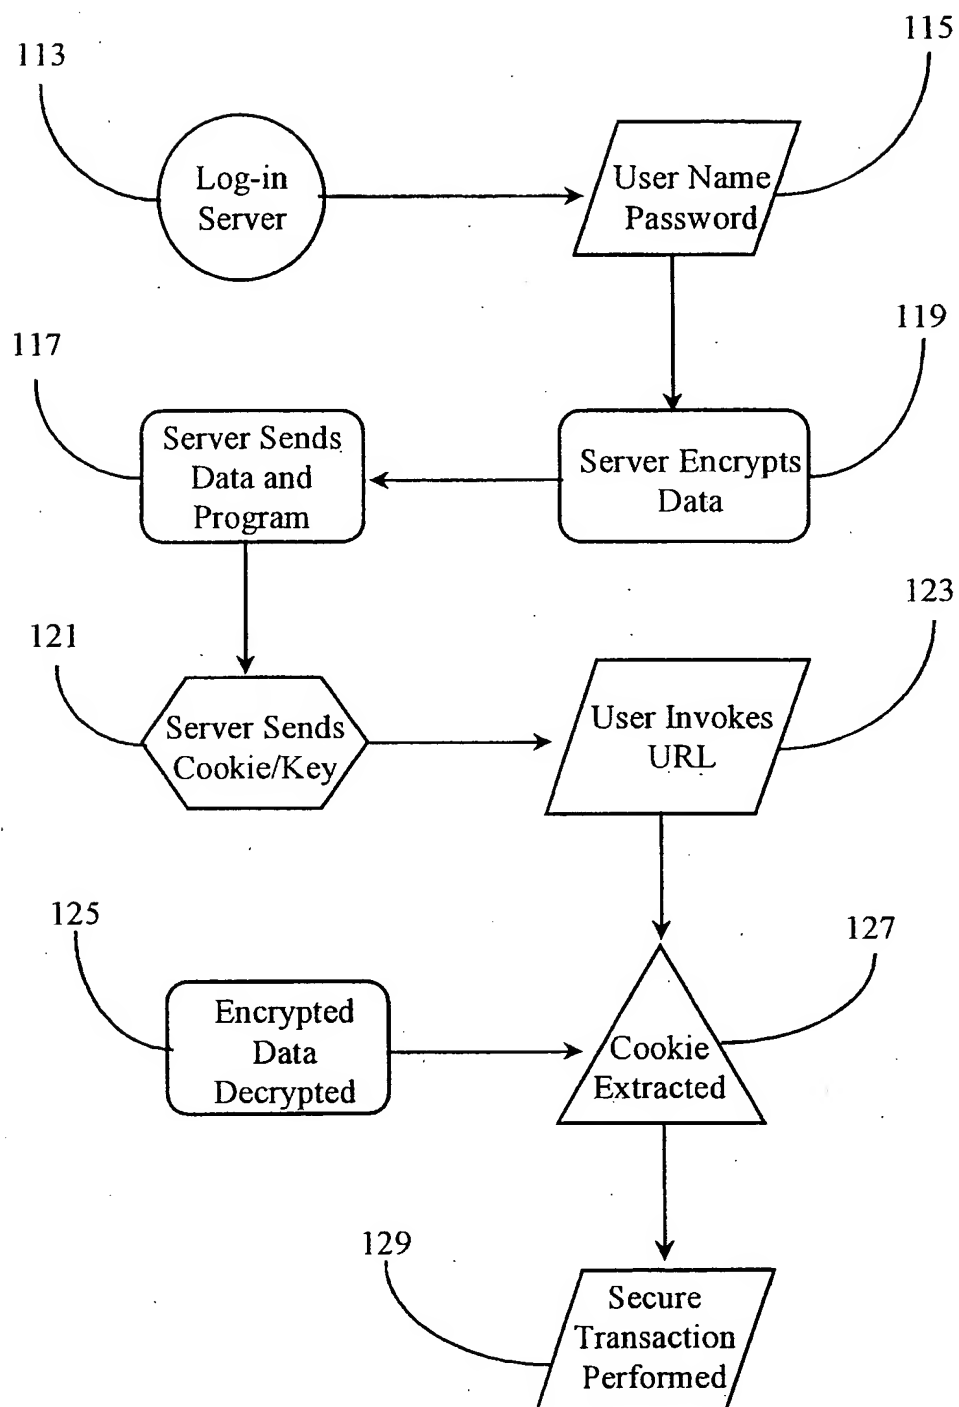 113
115
Log-in
Server
User Name
Password
117
119
Server Sends
Data and
Program
Server Encrypts
Data
121
123
Server Sends
Cookie/Key
User Invokes
URL
125
127
Encrypted
Data
Decrypted
Cookie
Extracted
129
Secure
Transaction
Performed